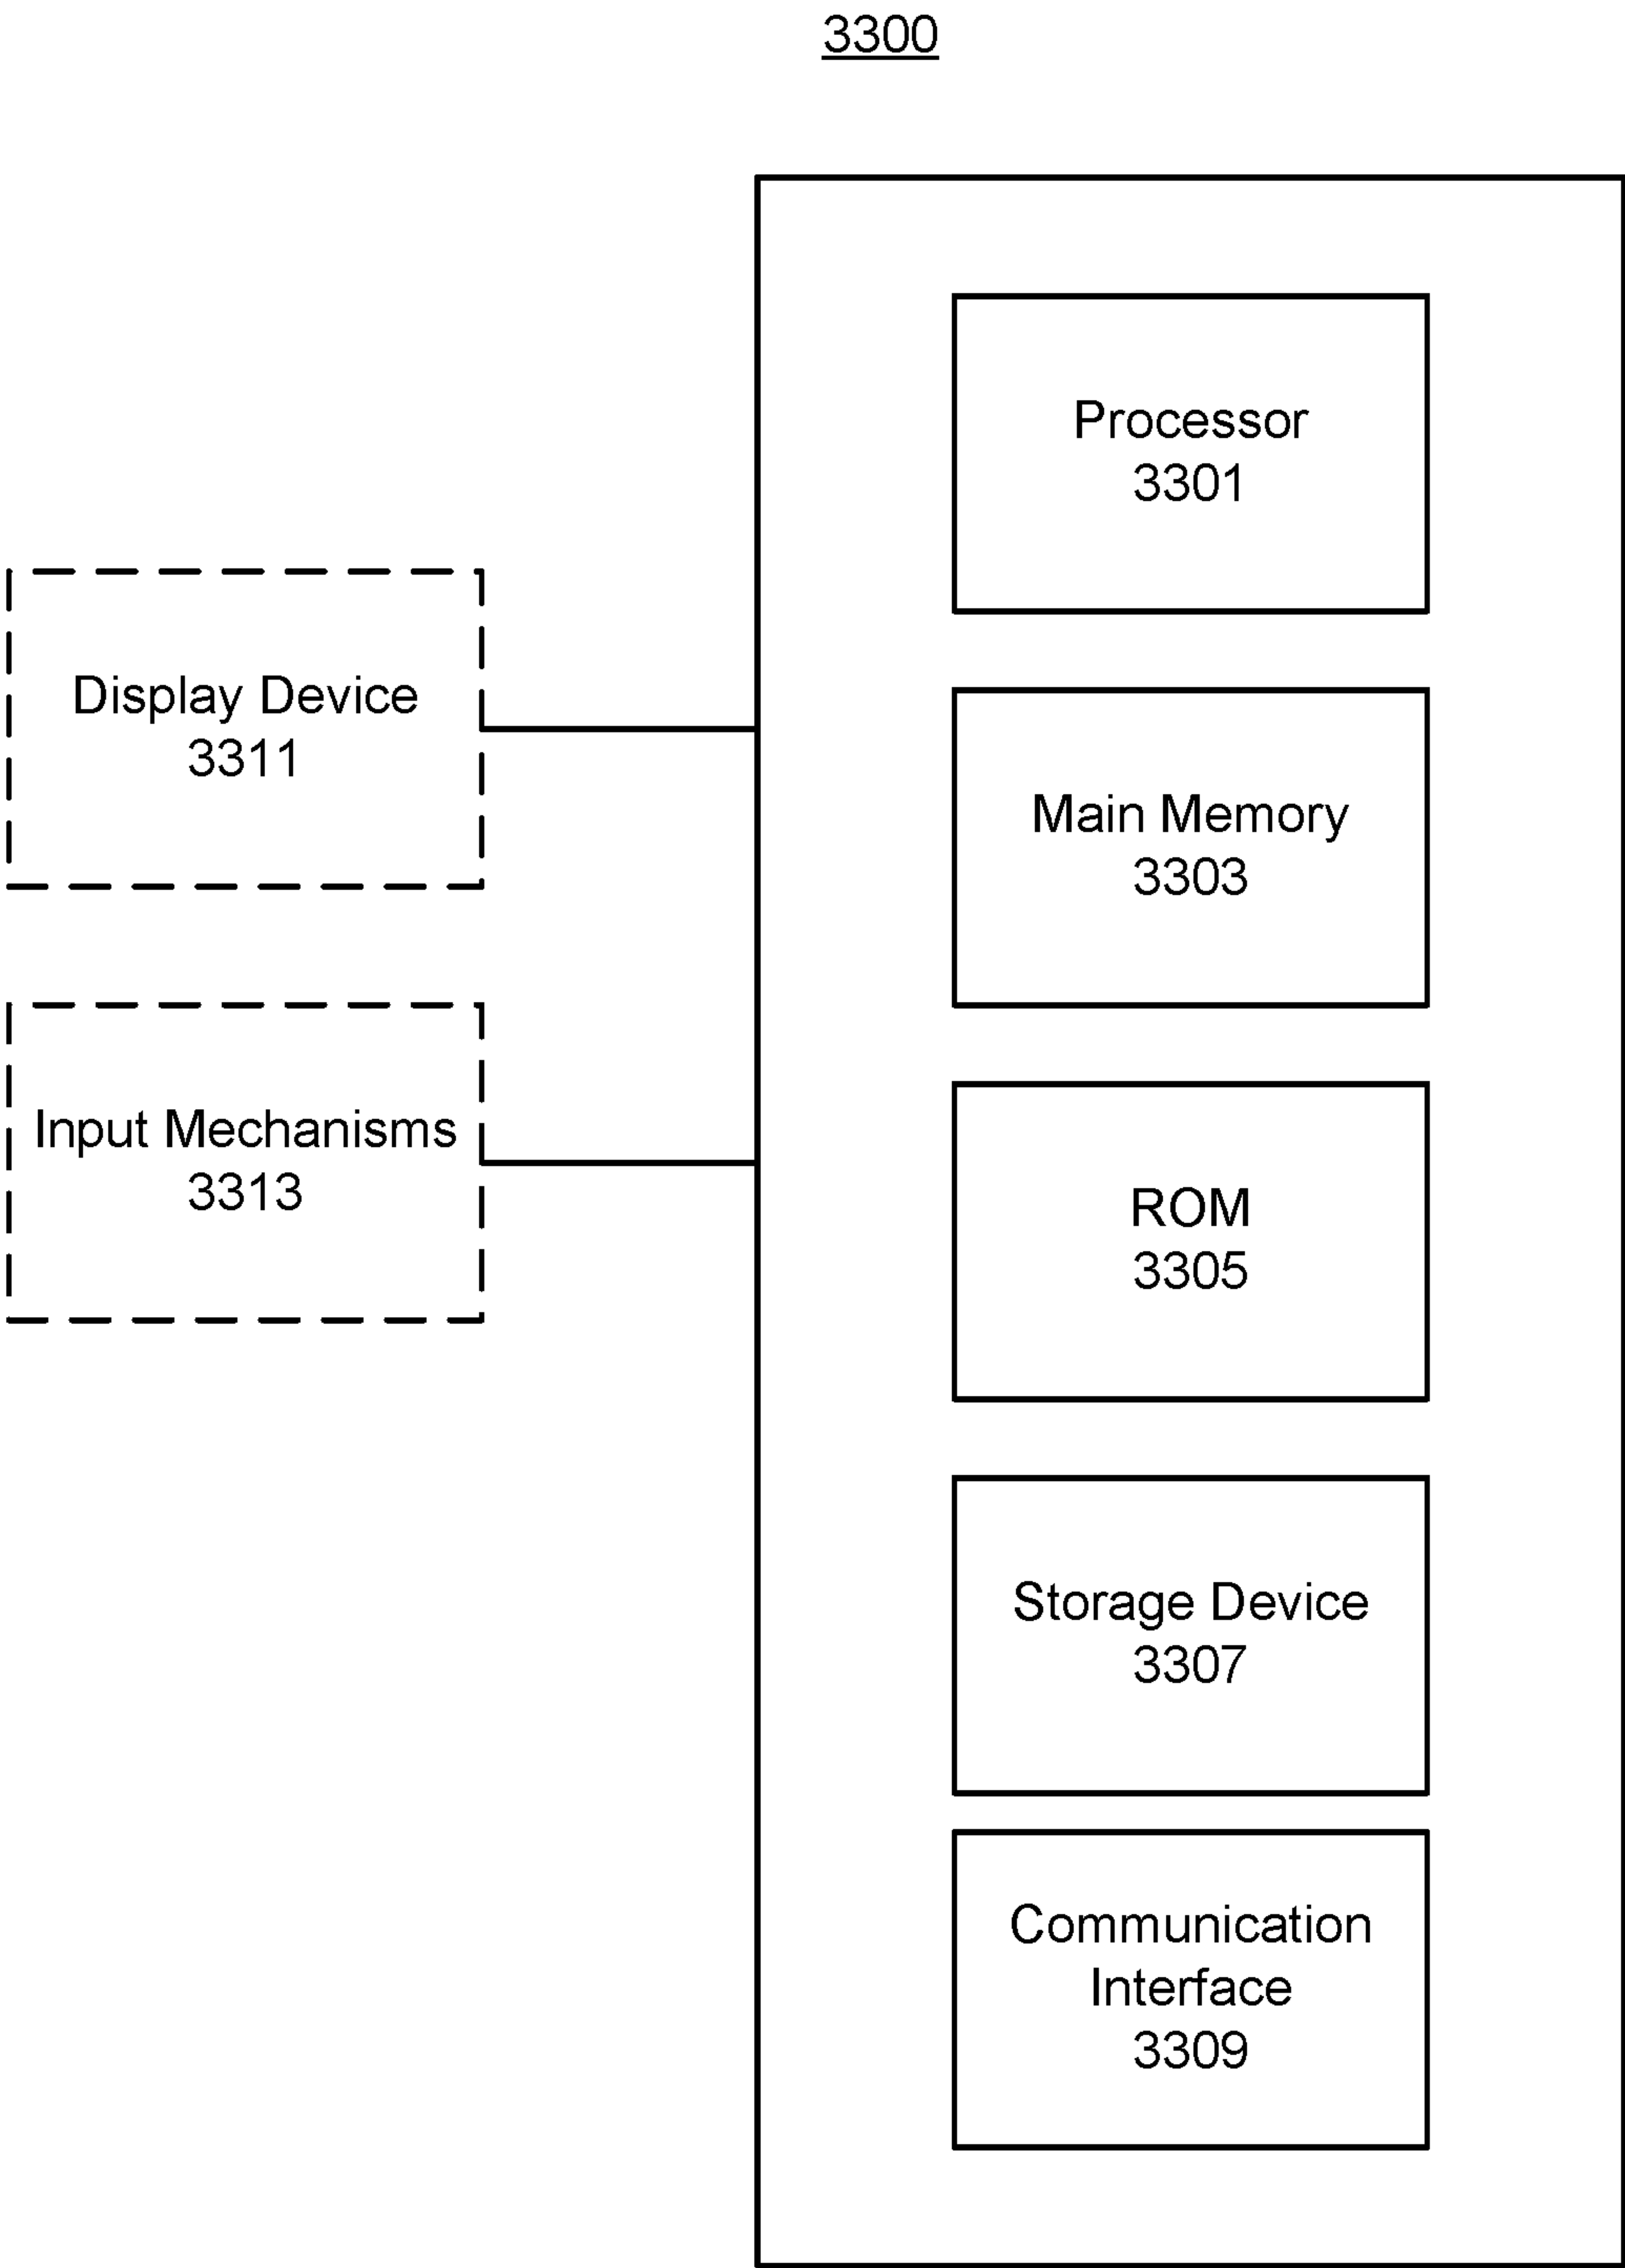 3300
Processor
3301
Display Device
3311
Main Memory
3303
Input Mechanisms
3313
ROM
3305
Storage Device
3307
Communication
Interface
3309